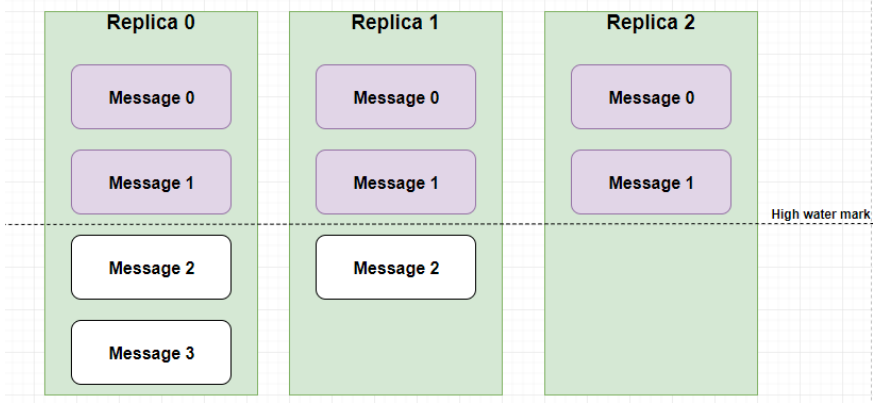 Replica 0
Replica 1
Replica 2
Message 0
Message 0
Message 0
Message 1
Message 1
Message 1
High water mark
Message 2
Message 2
Message 3